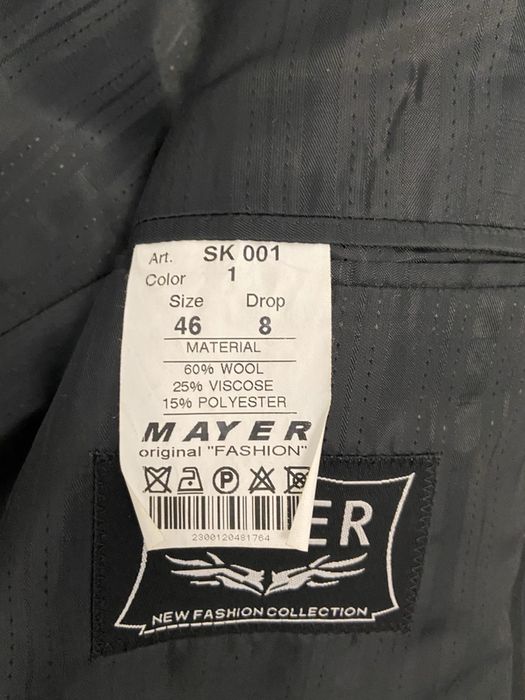 Art. SK 001
Color 1
Size Drop
46 8
MATERIAL
60% WOOL
25% VISCOSE
15% POLYESTER
MAYER
original "FASHION"
P
2300120481764
ER
NEW FASHION COLLECTION